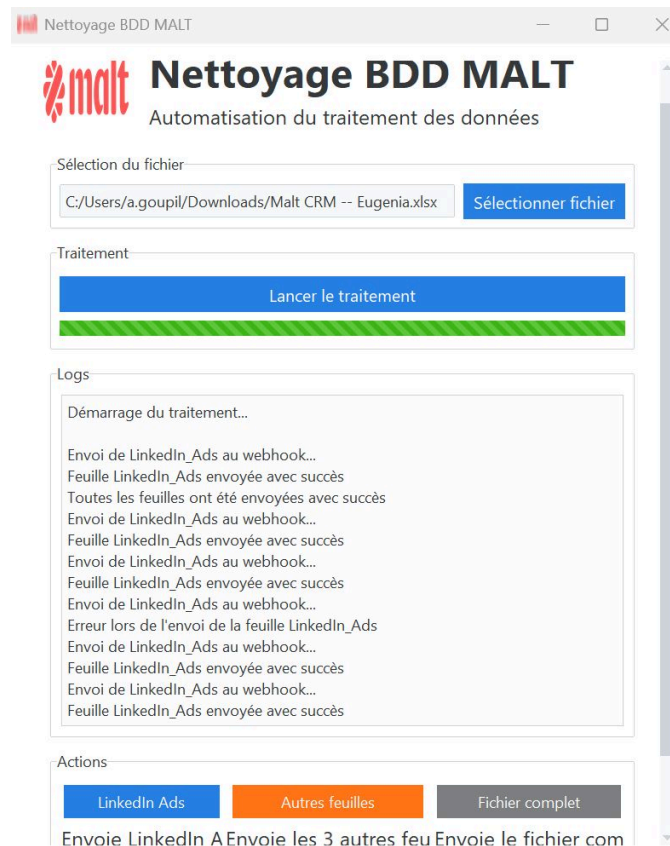 Nettoyage BDD MALT
malt
Nettoyage BDD MALT
Automatisation du traitement des données
Sélection du fichier
C:/Users/a.goupil/Downloads/Malt CRM -- Eugenia.xlsx
Sélectionner fichier
Traitement
Lancer le traitement
Logs
Démarrage du traitement...
Envoi de LinkedIn_Ads au webhook...
Feuille LinkedIn_Ads envoyée avec succès
Toutes les feuilles ont été envoyées avec succès
Envoi de LinkedIn_Ads au webhook...
Feuille LinkedIn_Ads envoyée avec succès
Envoi de LinkedIn_Ads au webhook...
Feuille LinkedIn_Ads envoyée avec succès
Envoi de LinkedIn_Ads au webhook...
Erreur lors de l'envoi de la feuille LinkedIn_Ads
Envoi de LinkedIn_Ads au webhook...
Feuille LinkedIn_Ads envoyée avec succès
Envoi de LinkedIn_Ads au webhook...
Feuille LinkedIn_Ads envoyée avec succès
Actions
LinkedIn Ads Autres feuilles Fichier complet
Envoie LinkedIn A Envoie les 3 autres feu Envoie le fichier com